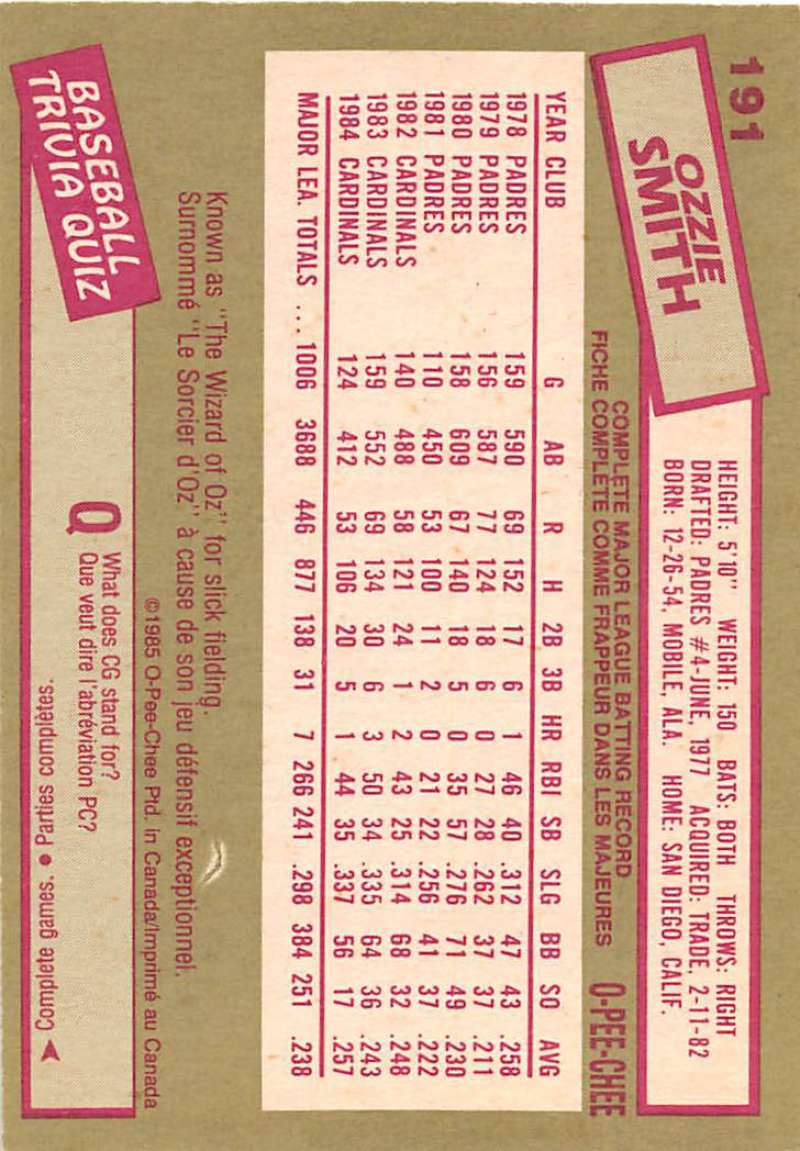 191
OZZIE
SMITH
HEIGHT: 5'10" WEIGHT: 150 BATS: BOTH THROWS: RIGHT
DRAFTED: PADRES #4-JUNE, 1977 ACQUIRED: TRADE, 2-11-82
BORN: 12-26-54, MOBILE, ALA. HOME: SAN DIEGO, CALIF.
COMPLETE MAJOR LEAGUE BATTING RECORD
FICHE COMPLÈTE COMME FRAPPEUR DANS LES MAJEURES
O-PEE-CHEE
YEAR CLUB G AB R H 2B 3B HR RBI SB SLG BB SO AVG
1978 PADRES 159 590 69 152 17 6 1 46 40 .312 47 43 .258
1979 PADRES 156 587 77 124 18 6 0 27 28 .262 37 37 .211
1980 PADRES 158 609 67 140 18 5 0 35 57 .276 71 49 .230
1981 PADRES 110 450 53 100 11 2 0 21 22 .256 41 37 .222
1982 CARDINALS 140 488 58 121 24 1 2 43 25 .314 68 32 .248
1983 CARDINALS 159 552 69 134 30 6 3 50 34 .335 64 36 .243
1984 CARDINALS 124 412 53 106 20 5 1 44 35 .337 56 17 .257
MAJOR LEA. TOTALS ... 1006 3688 446 877 138 31 7 266 241 .298 384 251 .238
Known as "The Wizard of Oz" for slick fielding.
Surnommé "Le Sorcier d'Oz" à cause de son jeu défensif exceptionnel.
©1985 O-Pee-Chee Ptd. in Canada/Imprimé au Canada
BASEBALL
TRIVIA QUIZ
Q What does CG stand for?
Que veut dire l'abréviation PC?
Complete games. • Parties complètes.